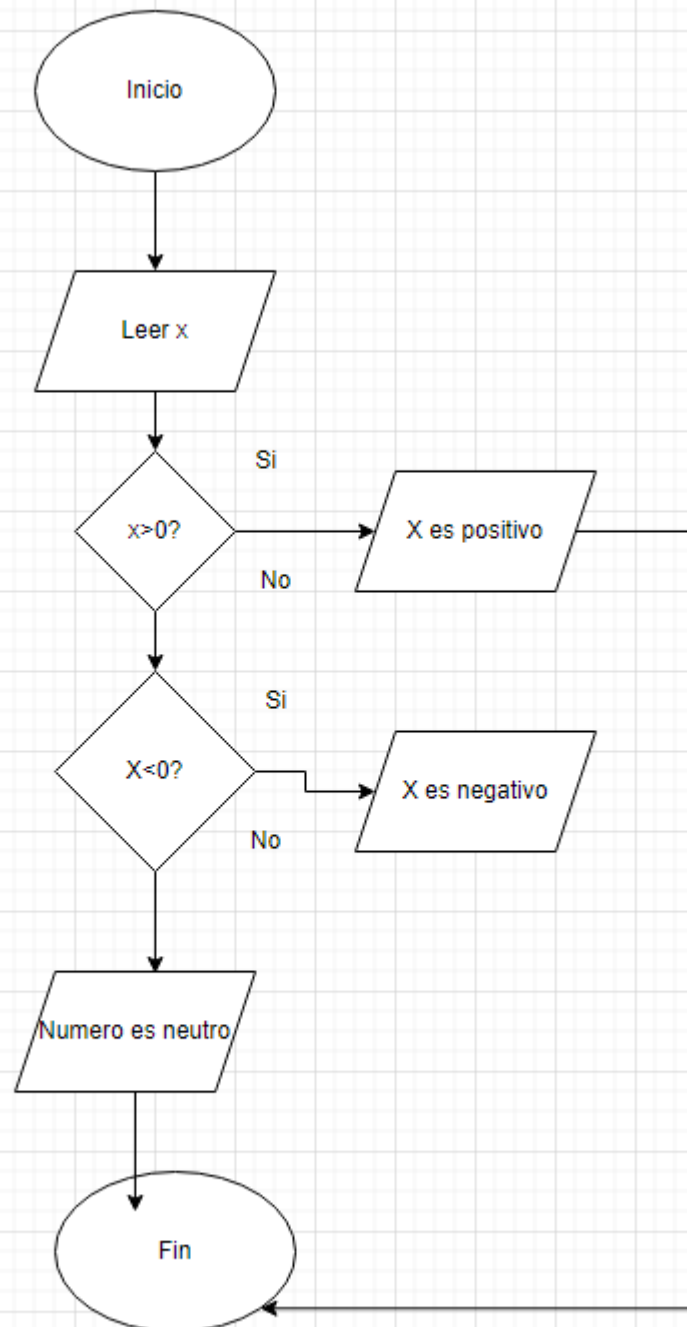 Inicio
Leer x
Si
x>0?
X es positivo
No
Si
X<0?
X es negativo
No
Numero es neutro
Fin